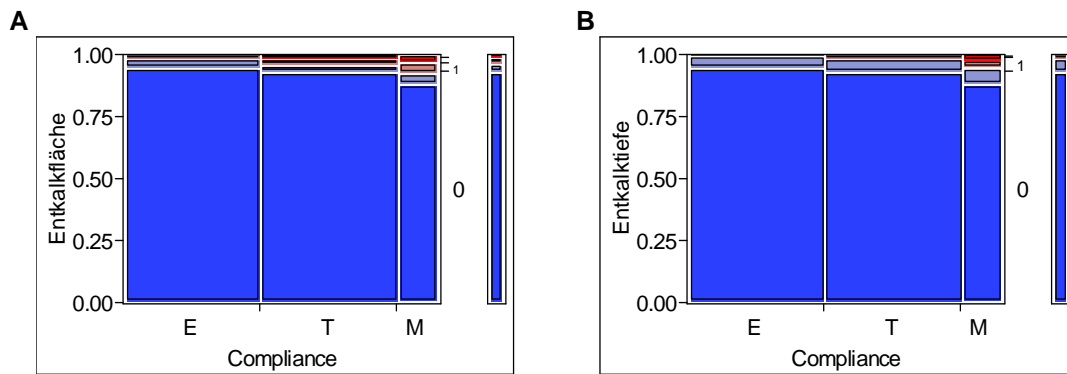 A
Entkalkfläche
1.00
0.75
0.50
0.25
0.00
1
0
E T M
Compliance
B
Entkalktiefe
1.00
0.75
0.50
0.25
0.00
1
0
E T M
Compliance